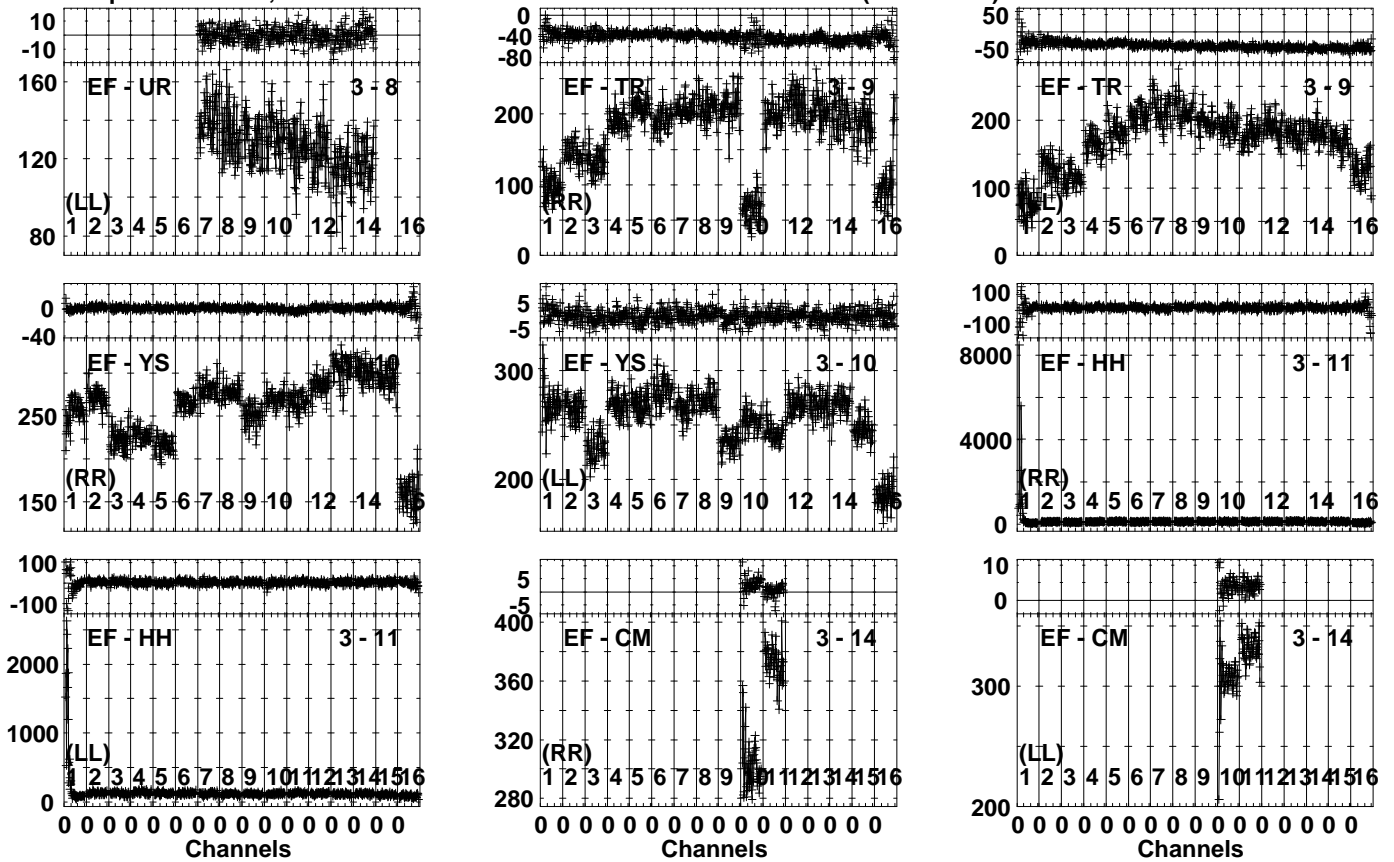 10 0 50
-10 -40 -50
-80
160 EF - UR 3 - 8 EF - TR 3 - 9 EF - TR 3 - 9
200 200
120
100 100
(LL) (RR)
1 2 3 4 5 6 7 8 9 10 12 14 16 1 2 3 4 5 6 7 8 9 10 12 14 16 1 2 3 4 5 6 7 8 9 10 12 14 16
80 0 0
0 5 100
-40 -5 -100
EF - YS 10 EF - YS 3 - 10 8000 EF - HH 3 - 11
300
250 4000
200
(RR) (LL) (RR)
150 1 2 3 4 5 6 7 8 9 10 12 14 6 1 2 3 4 5 6 7 8 9 10 12 14 6 1 2 3 4 5 6 7 8 9 10 12 14 16
0
100 5 10
-100 -5 0
EF - HH 3 - 11 400 EF - CM 3 - 14 EF - CM 3 - 14
2000 360 300
1000 320
(LL) (RR) (LL)
1 2 3 4 5 6 7 8 9 10 11 12 13 14 15 16 1 2 3 4 5 6 7 8 9 10 11 12 13 14 15 16 1 2 3 4 5 6 7 8 9 10 11 12 13 14 15 16
0 280 200
0 0 0 0 0 0 0 0 0 0 0 0 0 0 0 0 0 0 0 0 0 0 0 0 0 0 0 0 0 0 0 0 0 0 0 0 0 0 0 0 0 0 0 0 0 0 0 0
Channels Channels Channels